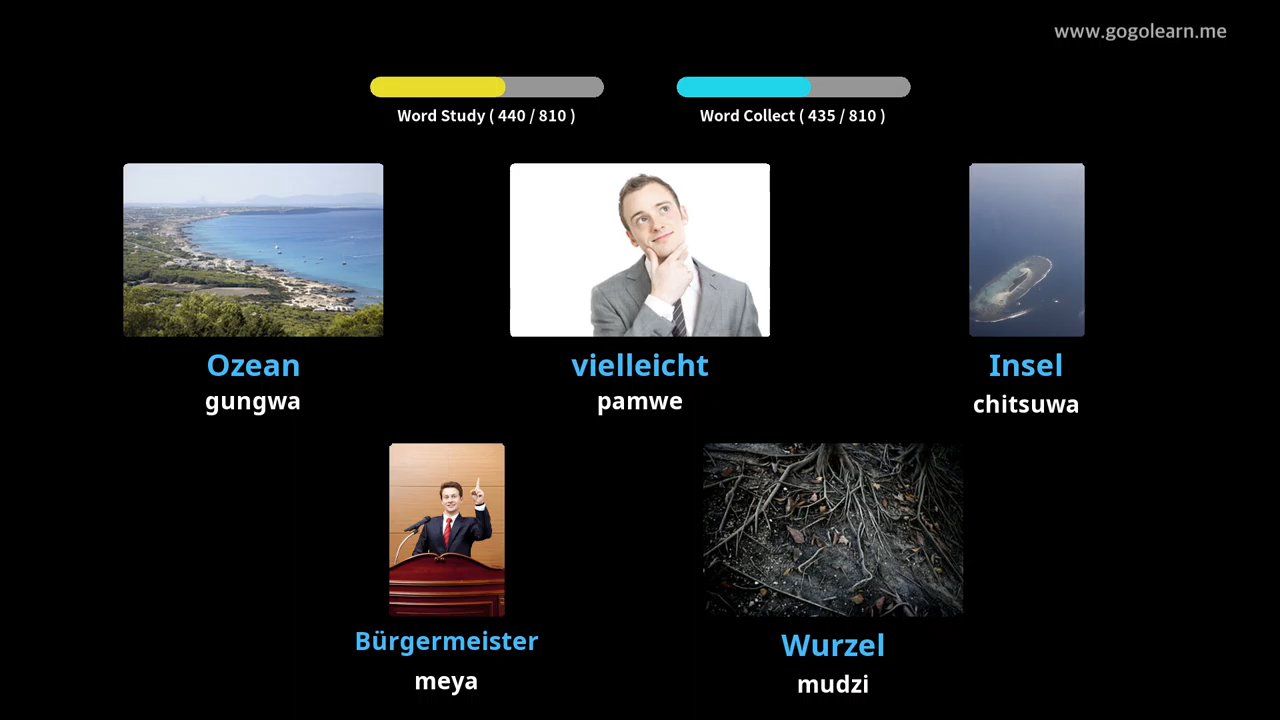 www.gogolearn.me
Word Study ( 440 / 810 )
Word Collect ( 435 / 810 )
Ozean
gungwa
vielleicht
pamwe
Insel
chitsuwa
Bürgermeister
meya
Wurzel
mudzi